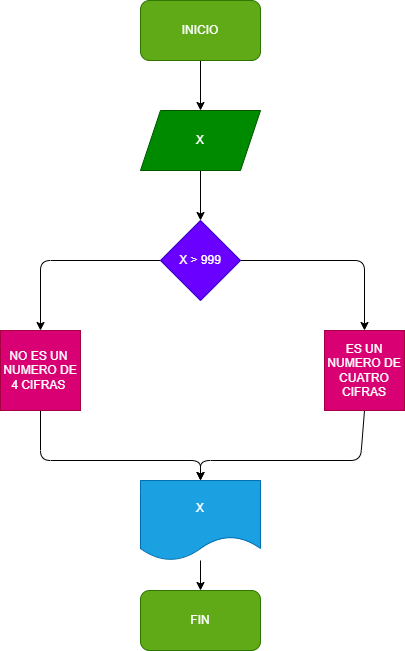 INICIO
X
X > 999
NO ES UN
NUMERO DE
4 CIFRAS
ES UN
NUMERO DE
CUATRO
CIFRAS
X
FIN